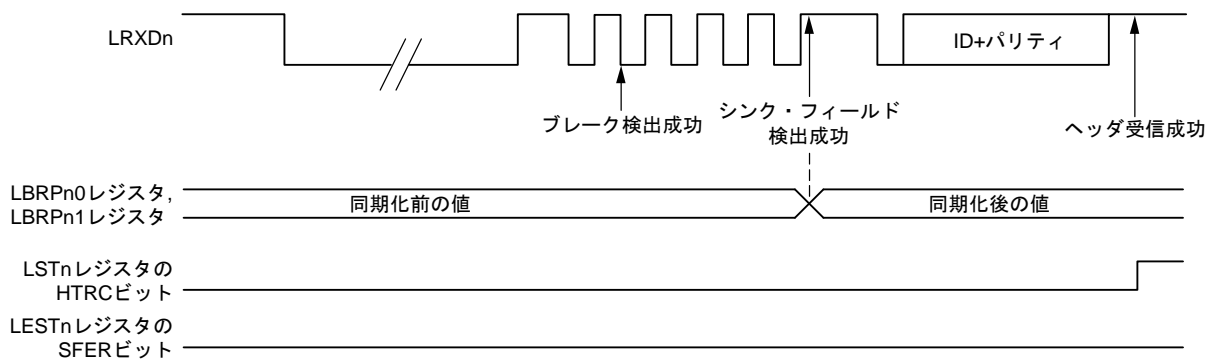 LRXDn
ID+パリティ
ブレーク検出成功
シンク・フィールド
検出成功
ヘッダ受信成功
LBRPn0レジスタ,
LBRPn1レジスタ
同期化前の値
同期化後の値
LSTnレジスタの
HTRCビット
LESTnレジスタの
SFERビット